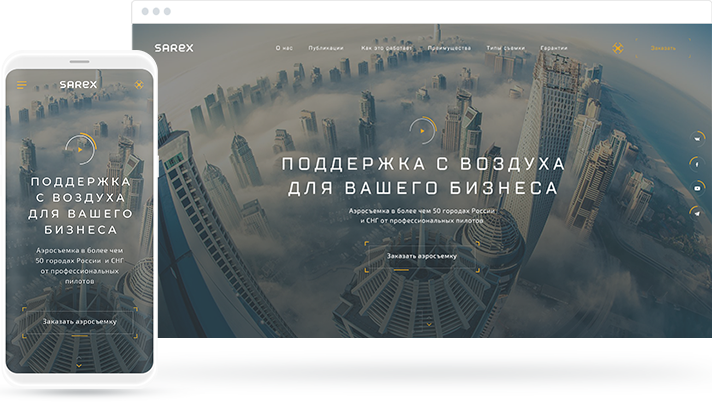 SAREX
О нас Публикации Как это работает Преимущества Типы съемки Гарантии Заказать
ПОДДЕРЖКА С ВОЗДУХА
ДЛЯ ВАШЕГО БИЗНЕСА
Аэросъемка в более чем 50 городах России
и СНГ от профессиональных пилотов
Заказать аэросъемку
SAREX
ПОДДЕРЖКА
С ВОЗДУХА
ДЛЯ ВАШЕГО
БИЗНЕСА
Аэросъемка в более чем
50 городах России и СНГ
от профессиональных
пилотов
Заказать аэросъемку